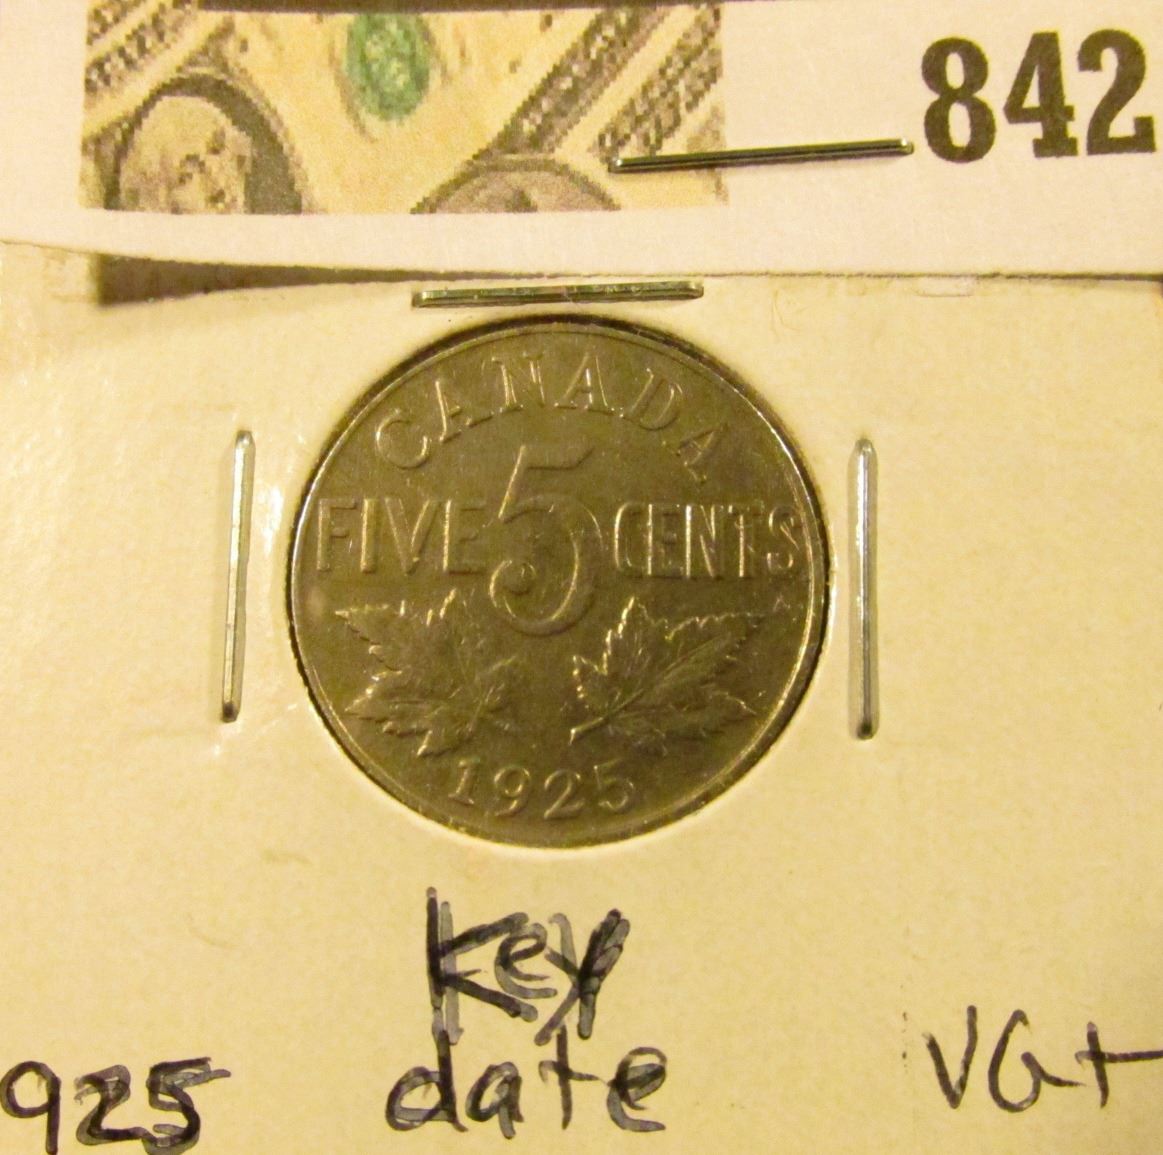 842
CANADA
FIVE 5 CENTS
1925
Key
date
925
VG+